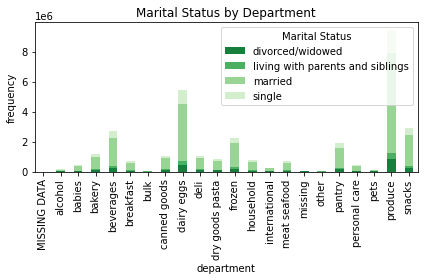 Marital Status by Department
1e6
Marital Status
divorced/widowed
living with parents and siblings
married
single
8
6
4
2
0
frequency
MISSING DATA
alcohol
babies
bakery
beverages
breakfast
bulk
canned goods
dairy eggs
deli
dry goods pasta
frozen
household
international
meat seafood
missing
other
pantry
personal care
pets
produce
snacks
department